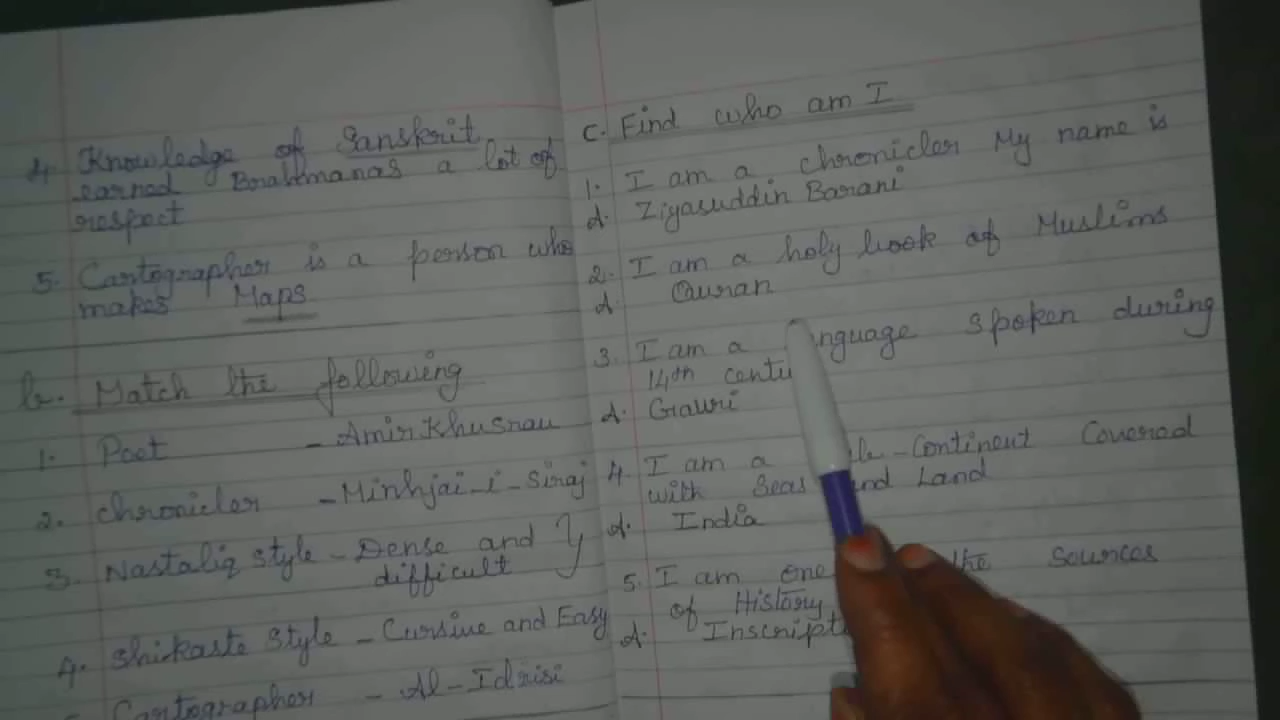 4. Knowledge of Sanskrit
earned Brahmanas a lot of
respect
5. Cartographer is a person who
makes Maps
b. Match the following
1. Poet - Amir Khusrau
2. chronicler - Minhjai-i-Siraj
3. Nastaliq style - Dense and
difficult
4. Shikaste style - Cursive and Easy
Cartographer - Al-Idrisi
C. Find who am I
1. I am a chronicler My name is
A. Ziyasuddin Barani
2. I am a holy book of Muslims
A. Quran
3. I am a language spoken during
14th centu
A. Gauri
4. I am a -Continent Covered
with Seas and Land
A. India
5. I am one the sources
of History
A. Inscript